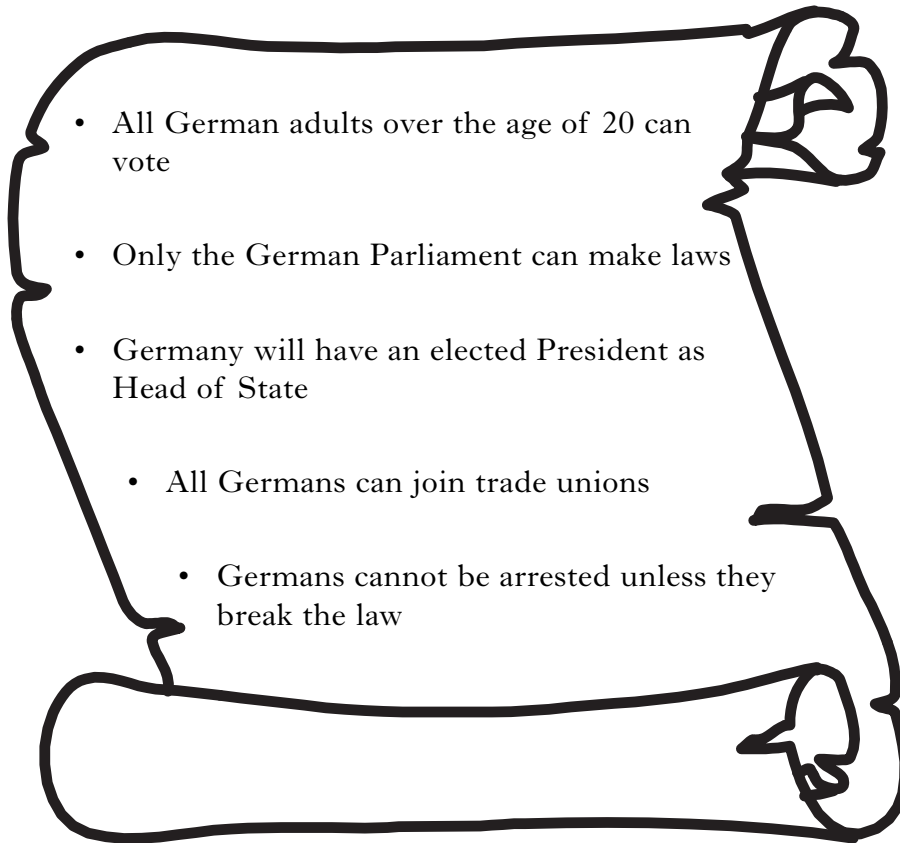 • All German adults over the age of 20 can
vote
• Only the German Parliament can make laws
• Germany will have an elected President as
Head of State
• All Germans can join trade unions
• Germans cannot be arrested unless they
break the law